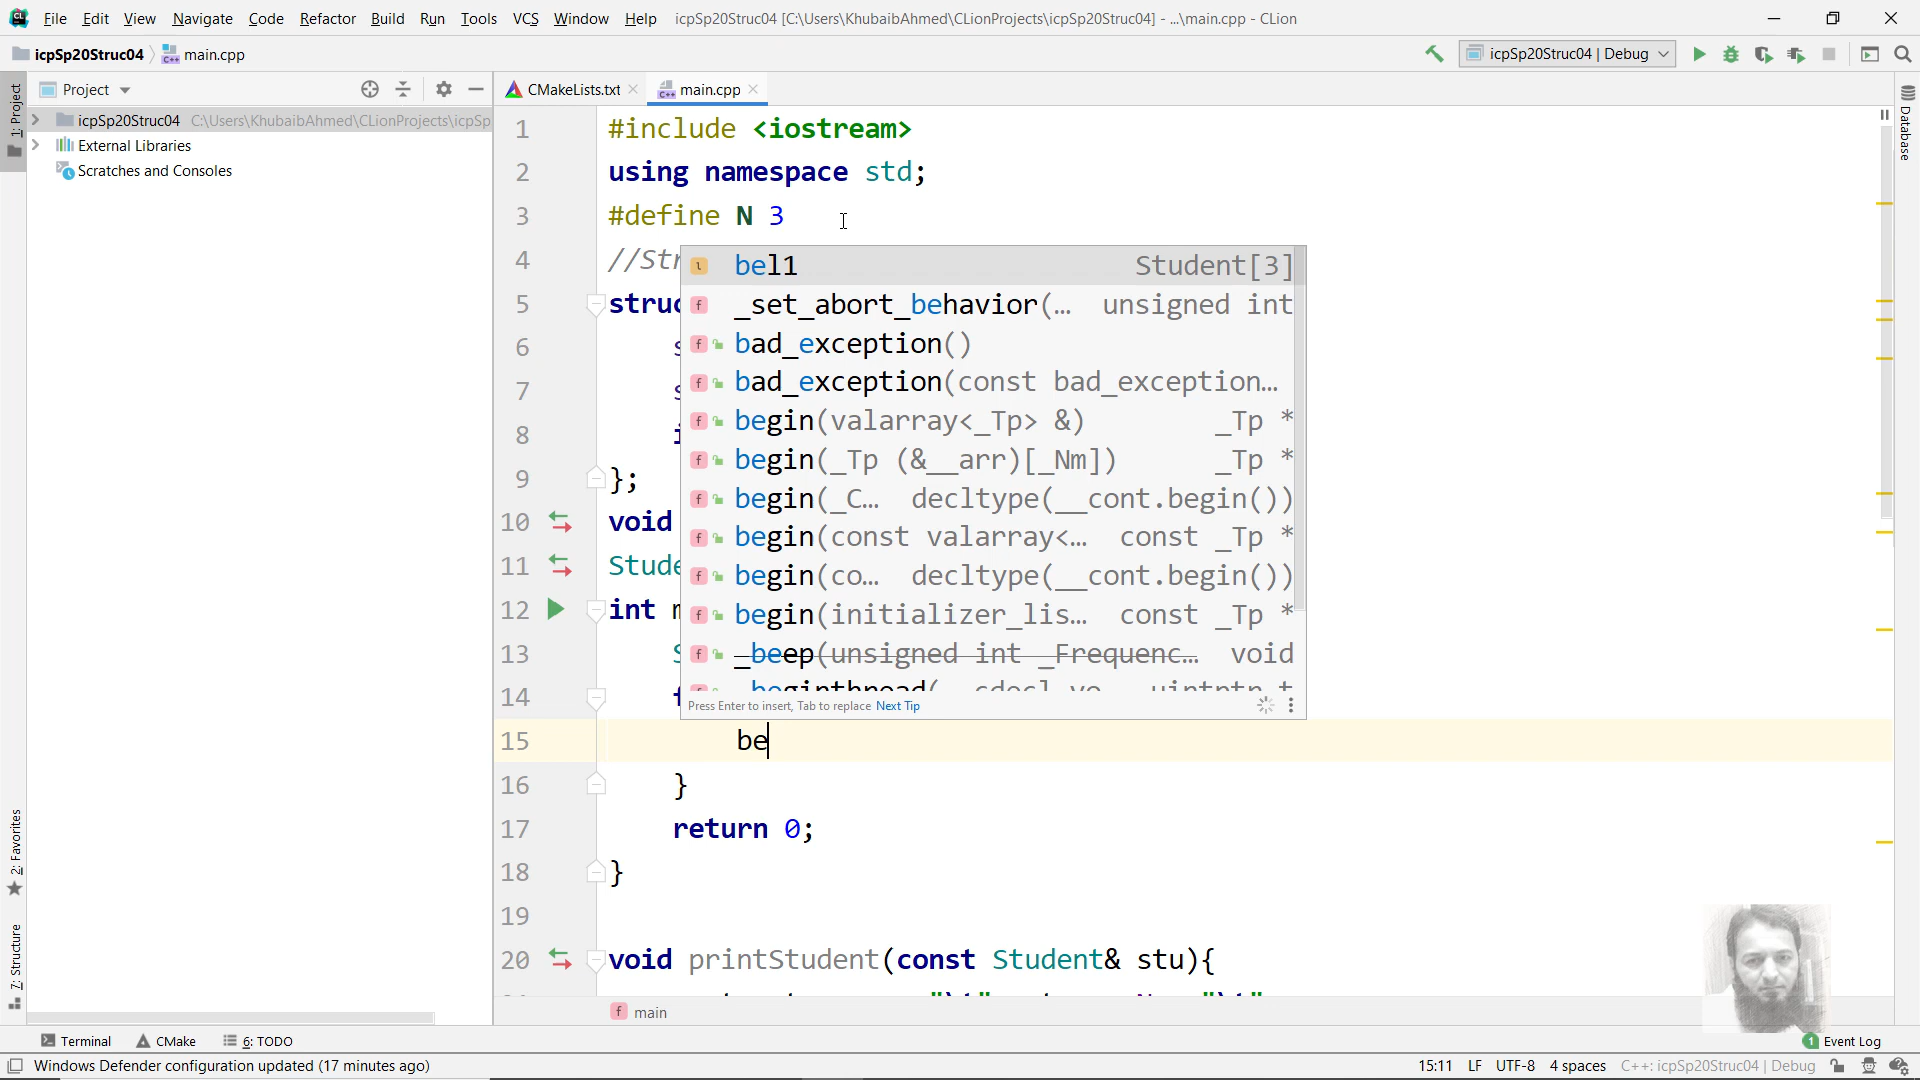 File Edit View Navigate Code Refactor Build Run Tools VCS Window Help icpSp20Struc04 [C:\Users\KhubaibAhmed\CLionProjects\icpSp20Struc04] - ...\main.cpp - CLion
icpSp20Struc04 main.cpp icpSp20Struc04 | Debug
1: Project
Project
CMakeLists.txt main.cpp
icpSp20Struc04 C:\Users\KhubaibAhmed\CLionProjects\icpSp
External Libraries
Scratches and Consoles
Database
1 #include <iostream>
2 using namespace std;
3 #define N 3
4 //Str
5 struc
6 s
7 s
8 i
9 };
10 void
11 Stude
12 int m
13 S
14 f
15 be
16 }
17 return 0;
18 }
19
20 void printStudent(const Student& stu){
bel1 Student[3]
_set_abort_behavior(… unsigned int
bad_exception()
bad_exception(const bad_exception…
begin(valarray<_Tp> &) _Tp *
begin(_Tp (&__arr)[_Nm]) _Tp *
begin(_C… decltype(__cont.begin())
begin(const valarray<… const _Tp *
begin(co… decltype(__cont.begin())
begin(initializer_lis… const _Tp *
_beep(unsigned int _Frequenc… void
Press Enter to insert, Tab to replace Next Tip
2: Favorites
7: Structure
main
Terminal CMake 6: TODO 1 Event Log
Windows Defender configuration updated (17 minutes ago) 15:11 LF UTF-8 4 spaces C++: icpSp20Struc04 | Debug